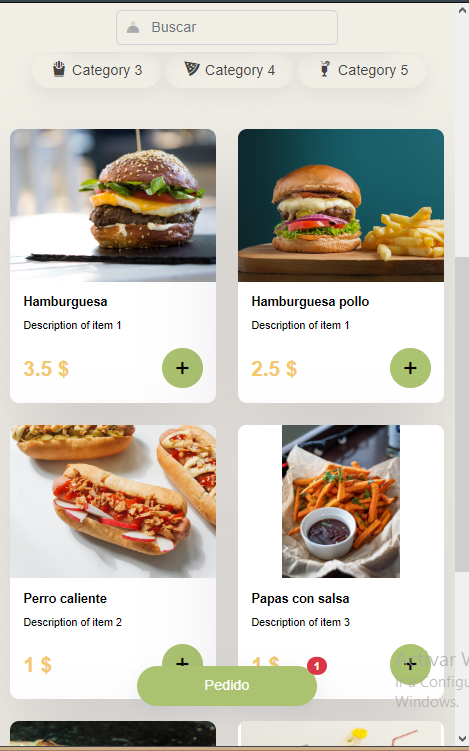 Buscar
Category 3
Category 4
Category 5
Hamburguesa
Description of item 1
3.5 $
+
Hamburguesa pollo
Description of item 1
2.5 $
+
Perro caliente
Description of item 2
1 $
+
Papas con salsa
Description of item 3
1 $
+
1
Pedido
Activar W
Ir a Configu
Windows.